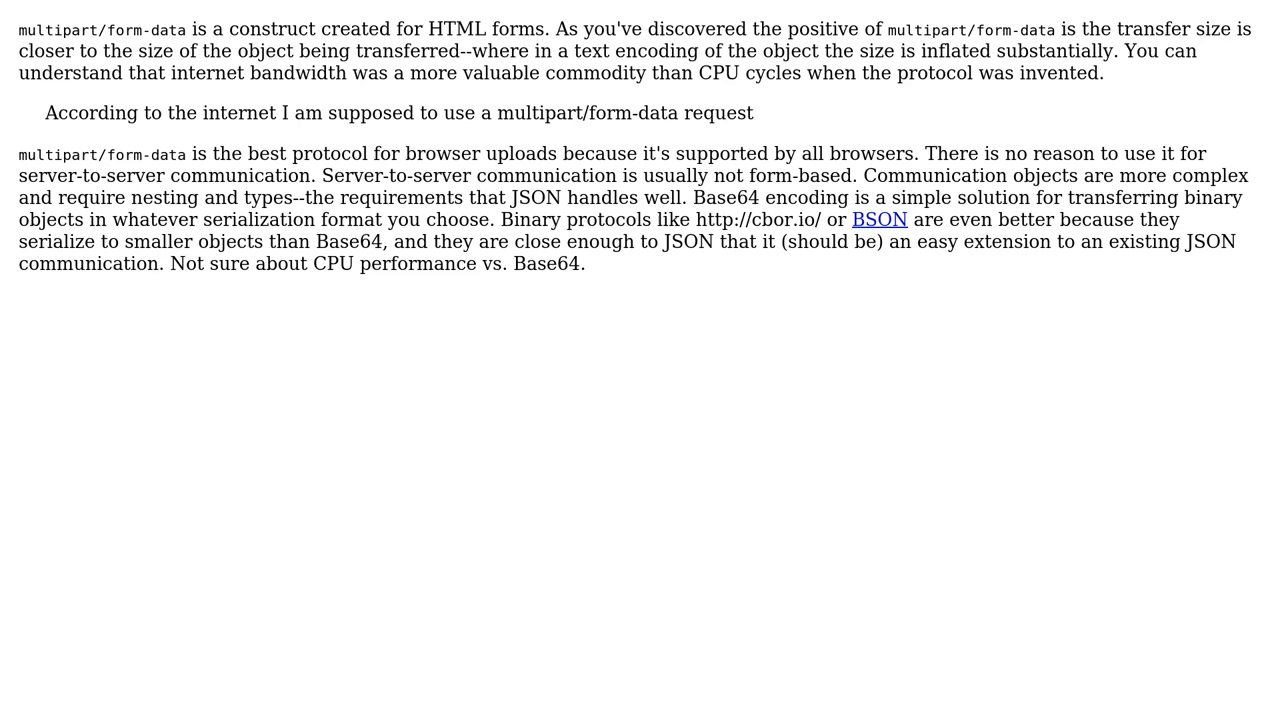 multipart/form-data is a construct created for HTML forms. As you've discovered the positive of multipart/form-data is the transfer size is
closer to the size of the object being transferred--where in a text encoding of the object the size is inflated substantially. You can
understand that internet bandwidth was a more valuable commodity than CPU cycles when the protocol was invented.
According to the internet I am supposed to use a multipart/form-data request
multipart/form-data is the best protocol for browser uploads because it's supported by all browsers. There is no reason to use it for
server-to-server communication. Server-to-server communication is usually not form-based. Communication objects are more complex
and require nesting and types--the requirements that JSON handles well. Base64 encoding is a simple solution for transferring binary
objects in whatever serialization format you choose. Binary protocols like http://cbor.io/ or BSON are even better because they
serialize to smaller objects than Base64, and they are close enough to JSON that it (should be) an easy extension to an existing JSON
communication. Not sure about CPU performance vs. Base64.